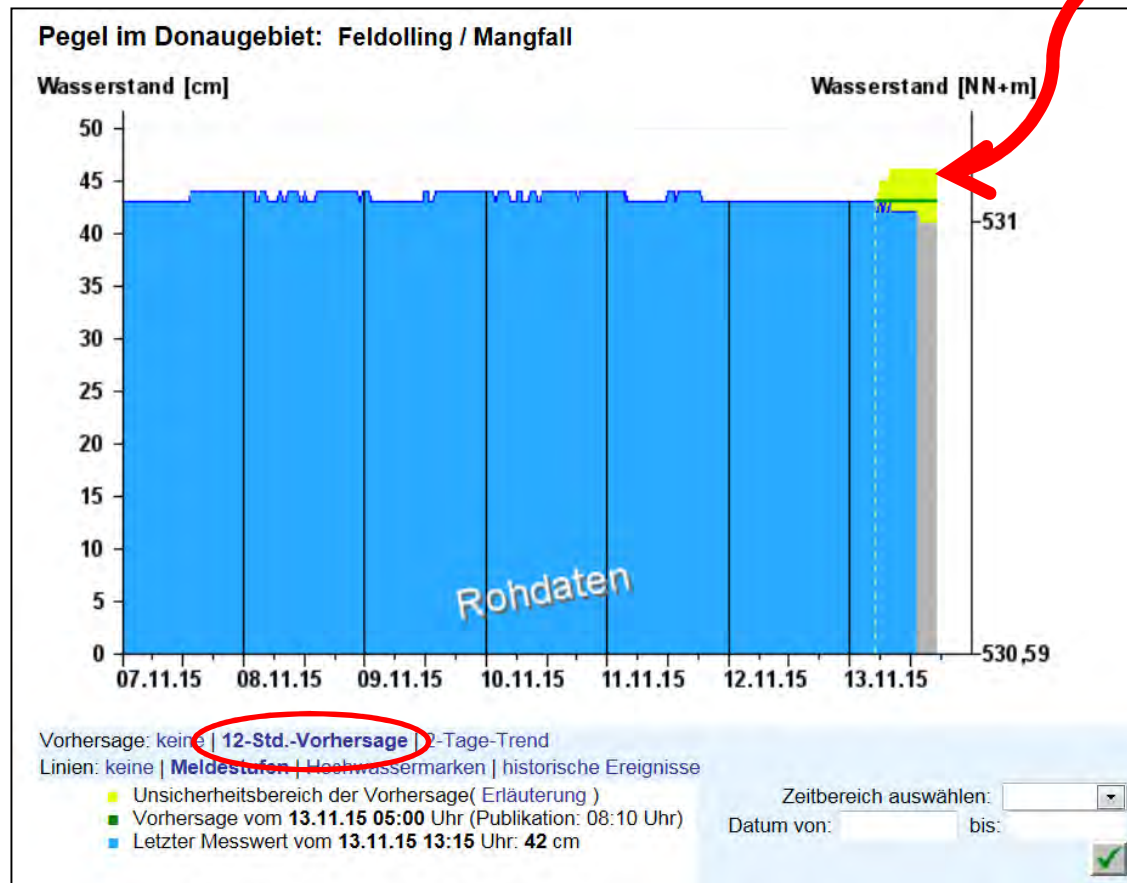 Pegel im Donaugebiet: Feldolling / Mangfall
Wasserstand [cm] Wasserstand [NN+m]
50
45
40
531
35
30
25
20
15
10
Rohdaten
5
0
530,59
07.11.15 08.11.15 09.11.15 10.11.15 11.11.15 12.11.15 13.11.15
Vorhersage: keine | 12-Std.-Vorhersage | 2-Tage-Trend
Linien: keine | Meldestufen | Hochwassermarken | historische Ereignisse
Unsicherheitsbereich der Vorhersage( Erläuterung ) Zeitbereich auswählen:
Vorhersage vom 13.11.15 05:00 Uhr (Publikation: 08:10 Uhr) Datum von: bis:
Letzter Messwert vom 13.11.15 13:15 Uhr: 42 cm